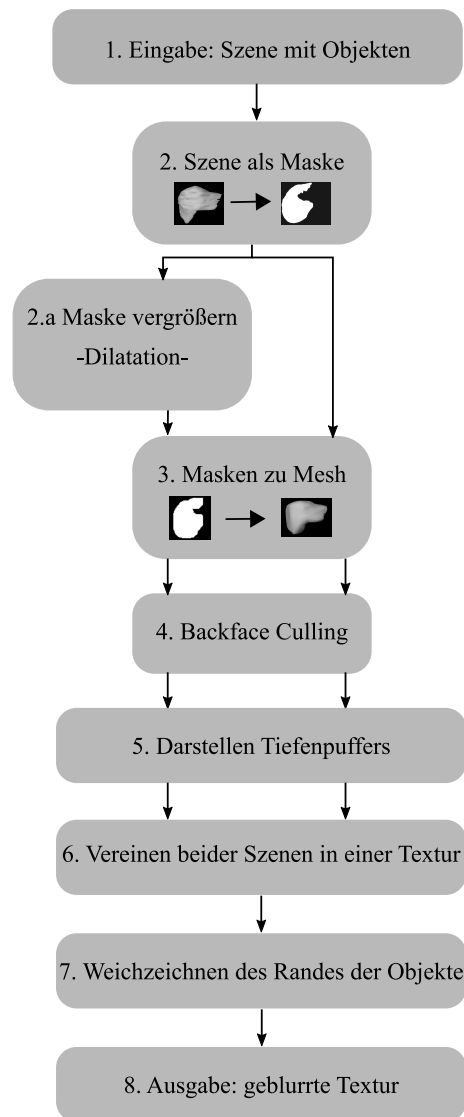 1. Eingabe: Szene mit Objekten
2. Szene als Maske
2.a Maske vergrößern
-Dilatation-
3. Masken zu Mesh
4. Backface Culling
5. Darstellen Tiefenpuffers
6. Vereinen beider Szenen in einer Textur
7. Weichzeichnen des Randes der Objekte
8. Ausgabe: geblurrte Textur